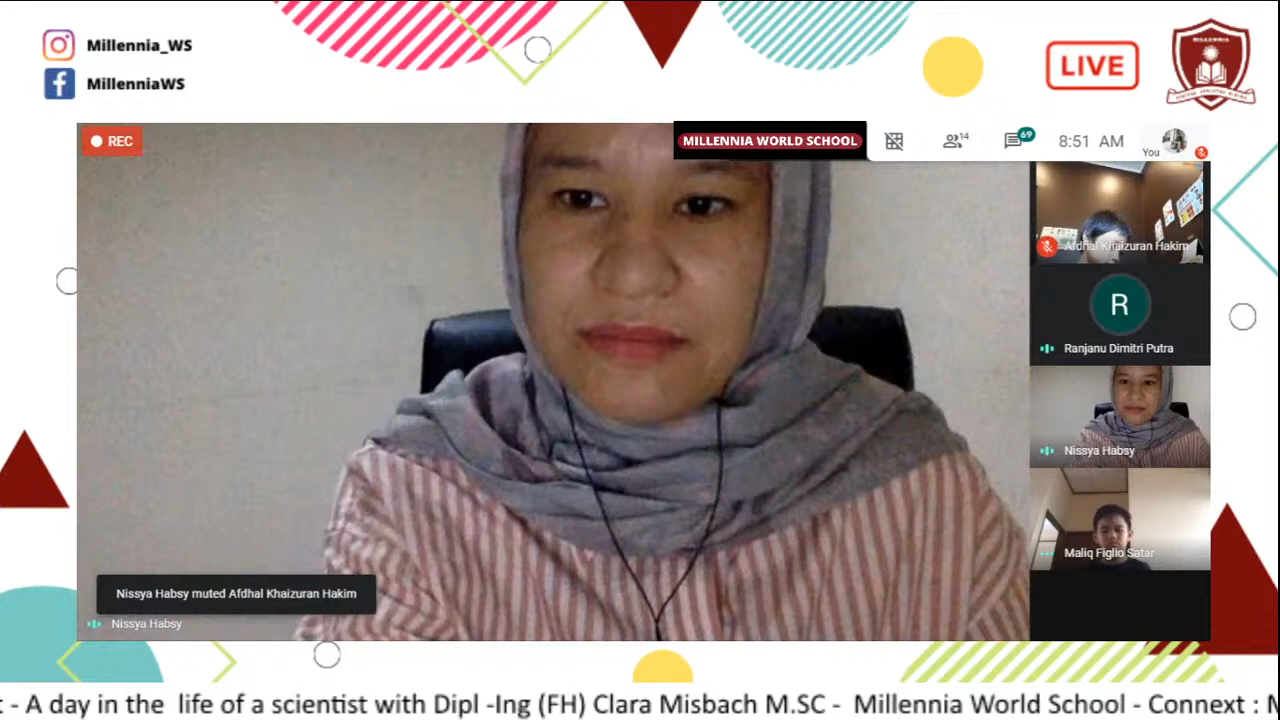 Millennia_WS
MillenniaWS
LIVE
MILLENNIA
REC
MILLENNIA WORLD SCHOOL
14
69
8:51 AM
You
Afdhal Khaizuran Hakim
R
Ranjanu Dimitri Putra
Nissya Habsy
Maliq Figlio Satar
Nissya Habsy muted Afdhal Khaizuran Hakim
Nissya Habsy
- A day in the life of a scientist with Dipl -Ing (FH) Clara Misbach M.SC - Millennia World School - Connext :